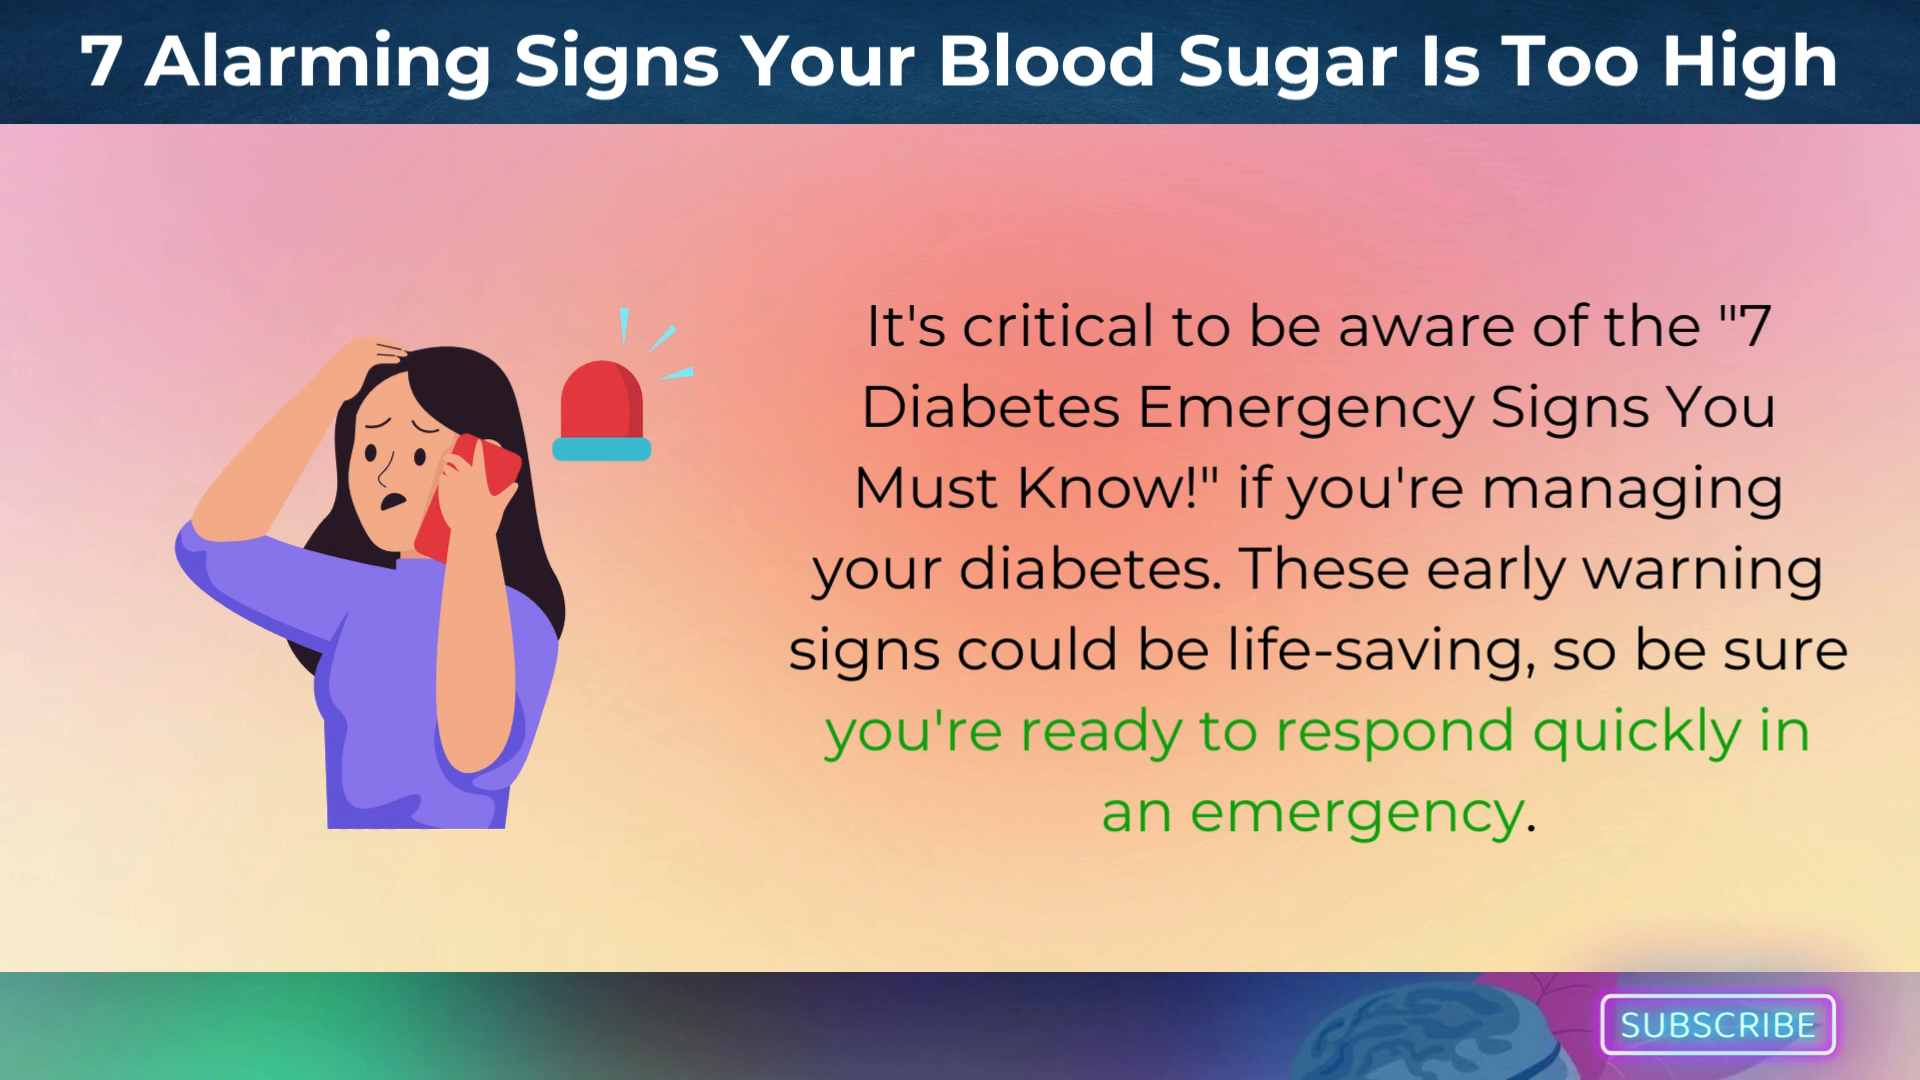 7 Alarming Signs Your Blood Sugar Is Too High
It's critical to be aware of the "7
Diabetes Emergency Signs You
Must Know!" if you're managing
your diabetes. These early warning
signs could be life-saving, so be sure
you're ready to respond quickly in
an emergency.
SUBSCRIBE